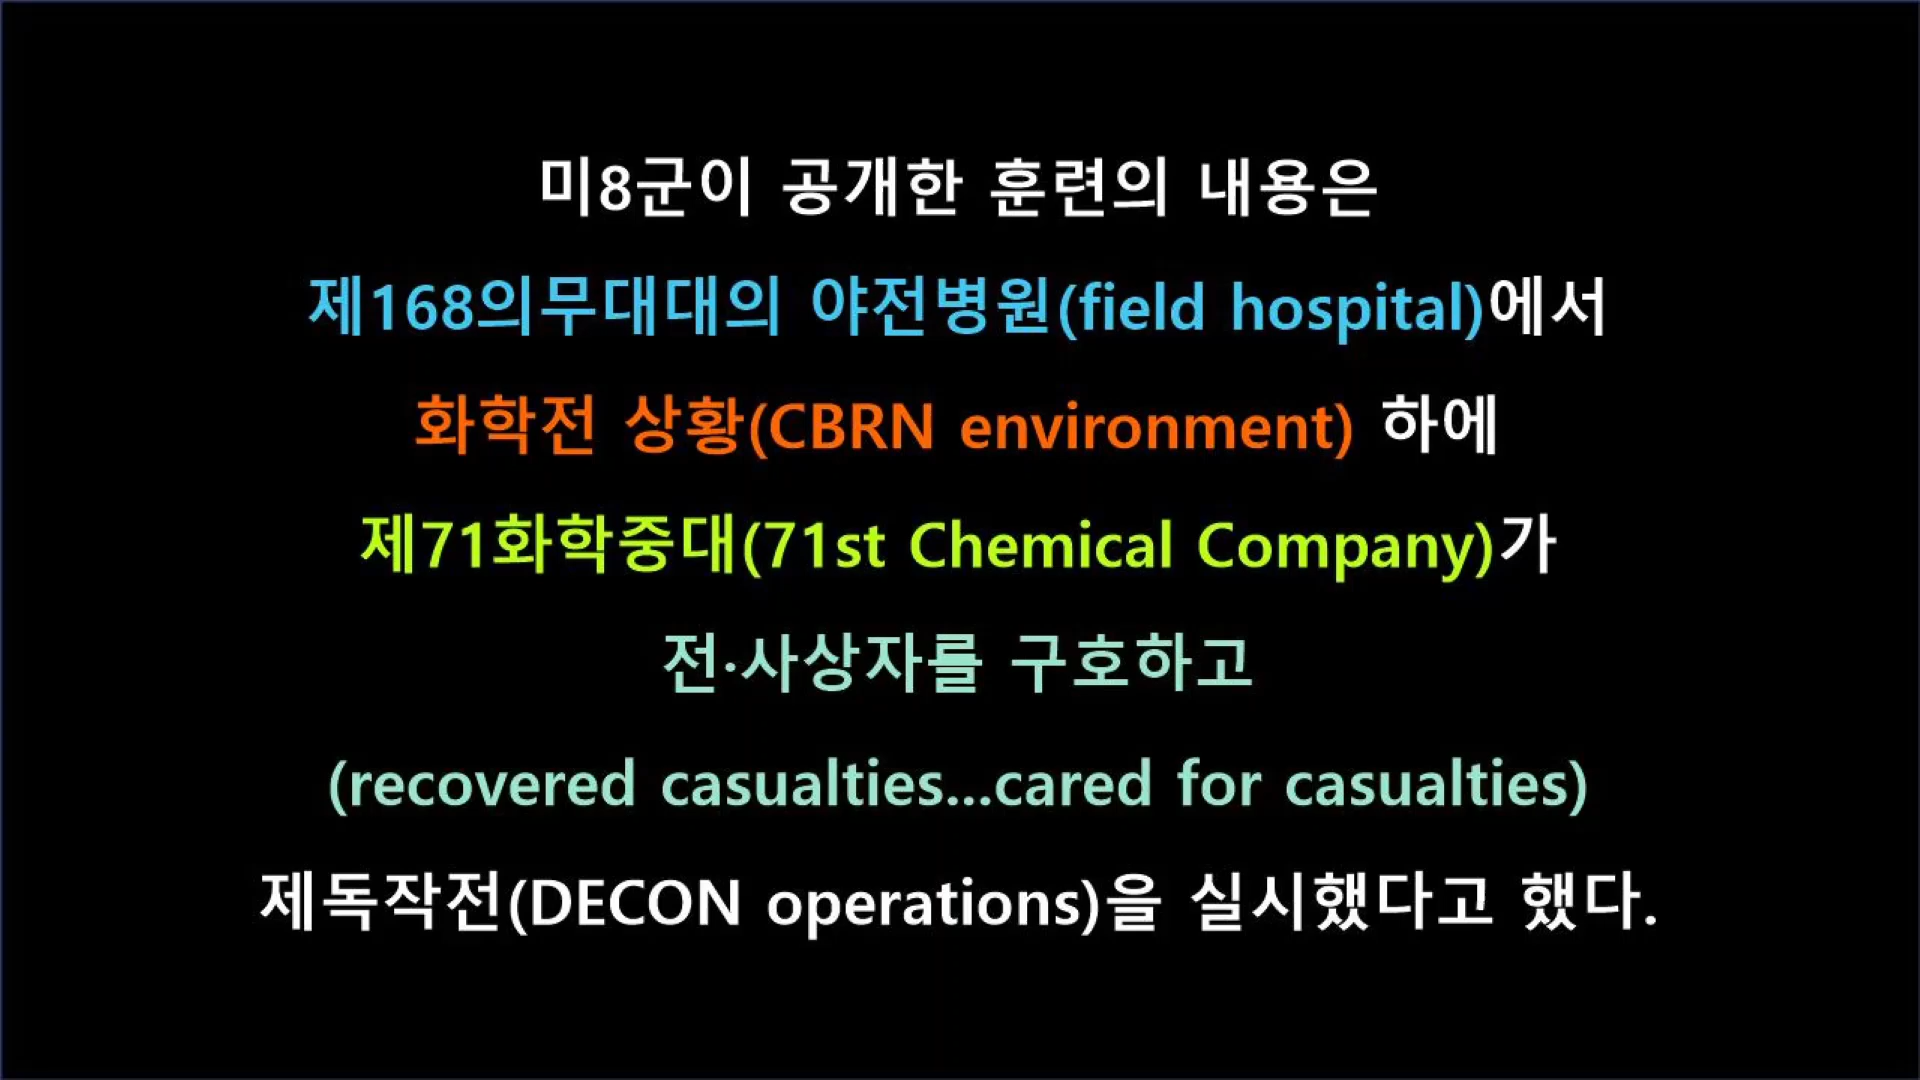 미8군이 공개한 훈련의 내용은
제168의무대대의 야전병원(field hospital)에서
화학전 상황(CBRN environment) 하에
제71화학중대(71st Chemical Company)가
전·사상자를 구호하고
(recovered casualties...cared for casualties)
제독작전(DECON operations)을 실시했다고 했다.